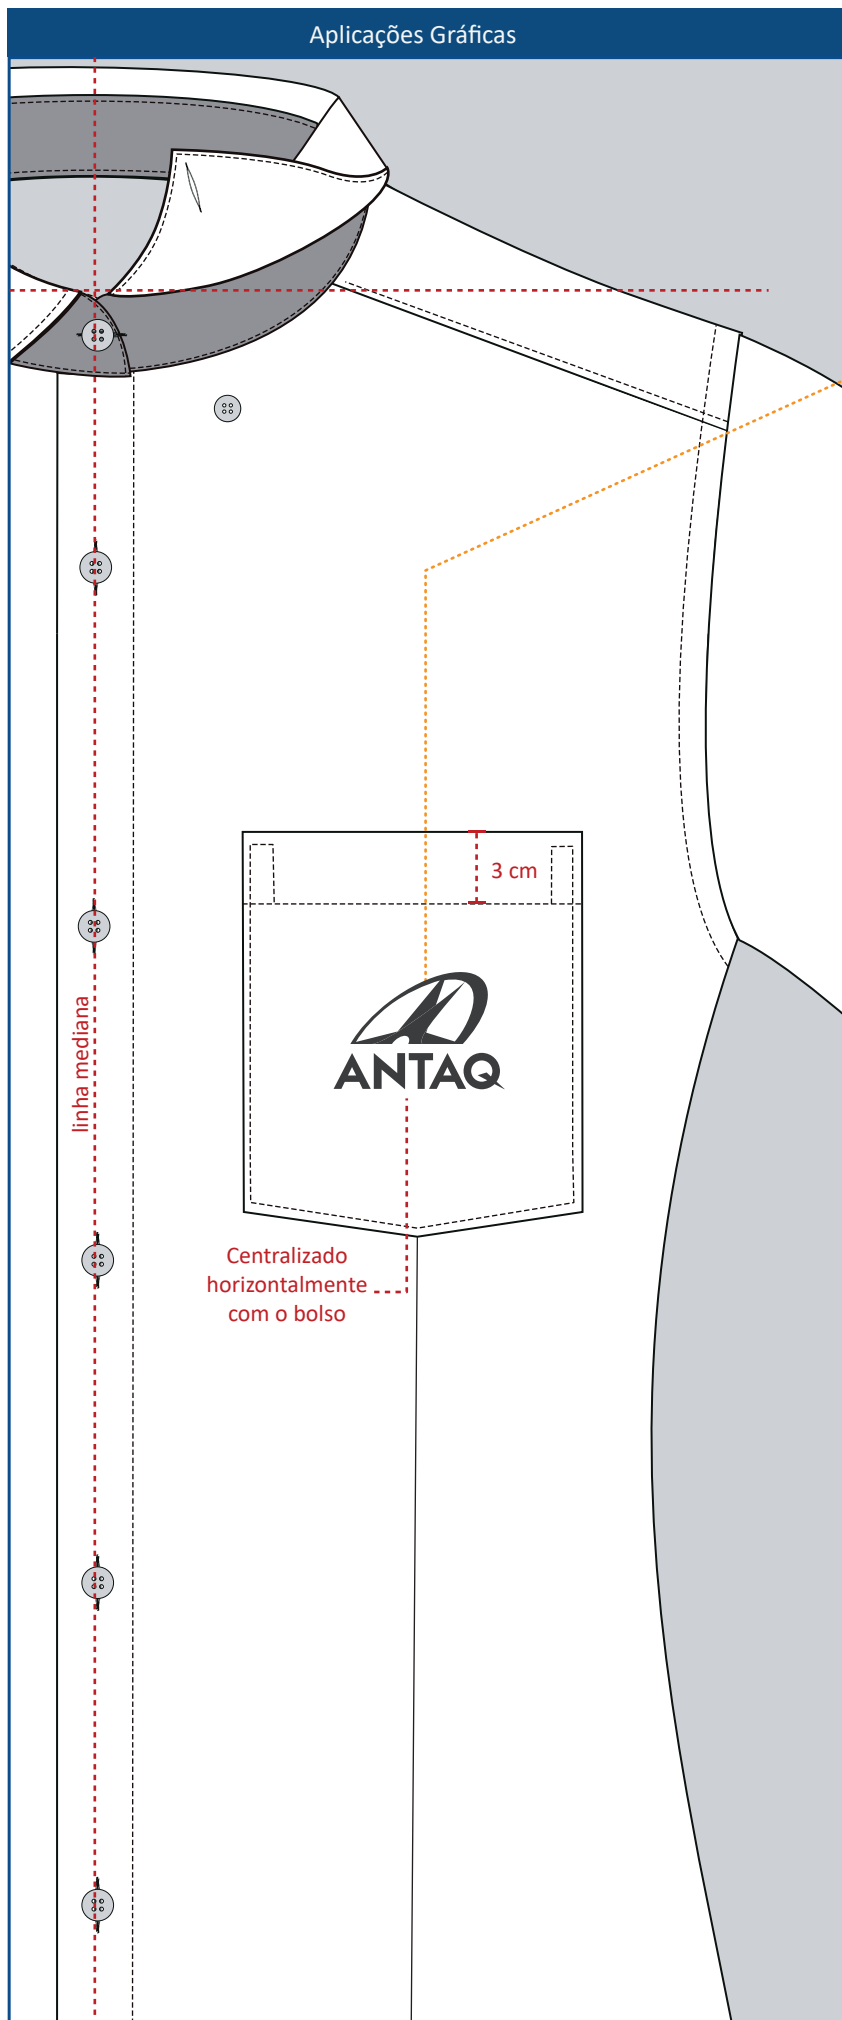 Aplicações Gráficas
3 cm
linha mediana
ANTAQ
Centralizado
horizontalmente
com o bolso